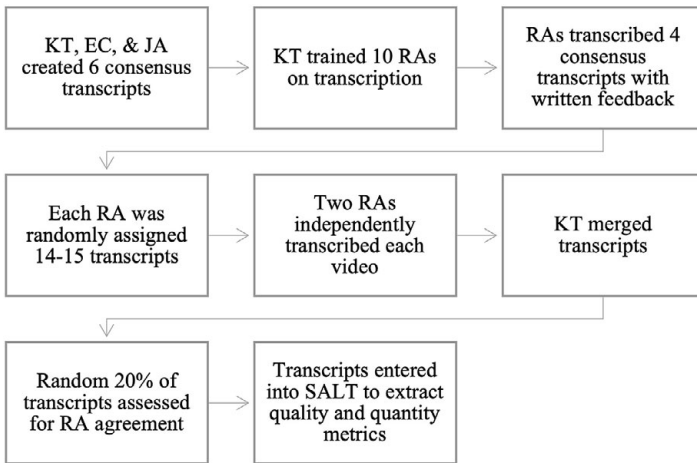 KT, EC, & JA
created 6 consensus
transcripts
KT trained 10 RAs
on transcription
RAs transcribed 4
consensus
transcripts with
written feedback
Each RA was
randomly assigned
14-15 transcripts
Two RAs
independently
transcribed each
video
KT merged
transcripts
Random 20% of
transcripts assessed
for RA agreement
Transcripts entered
into SALT to extract
quality and quantity
metrics